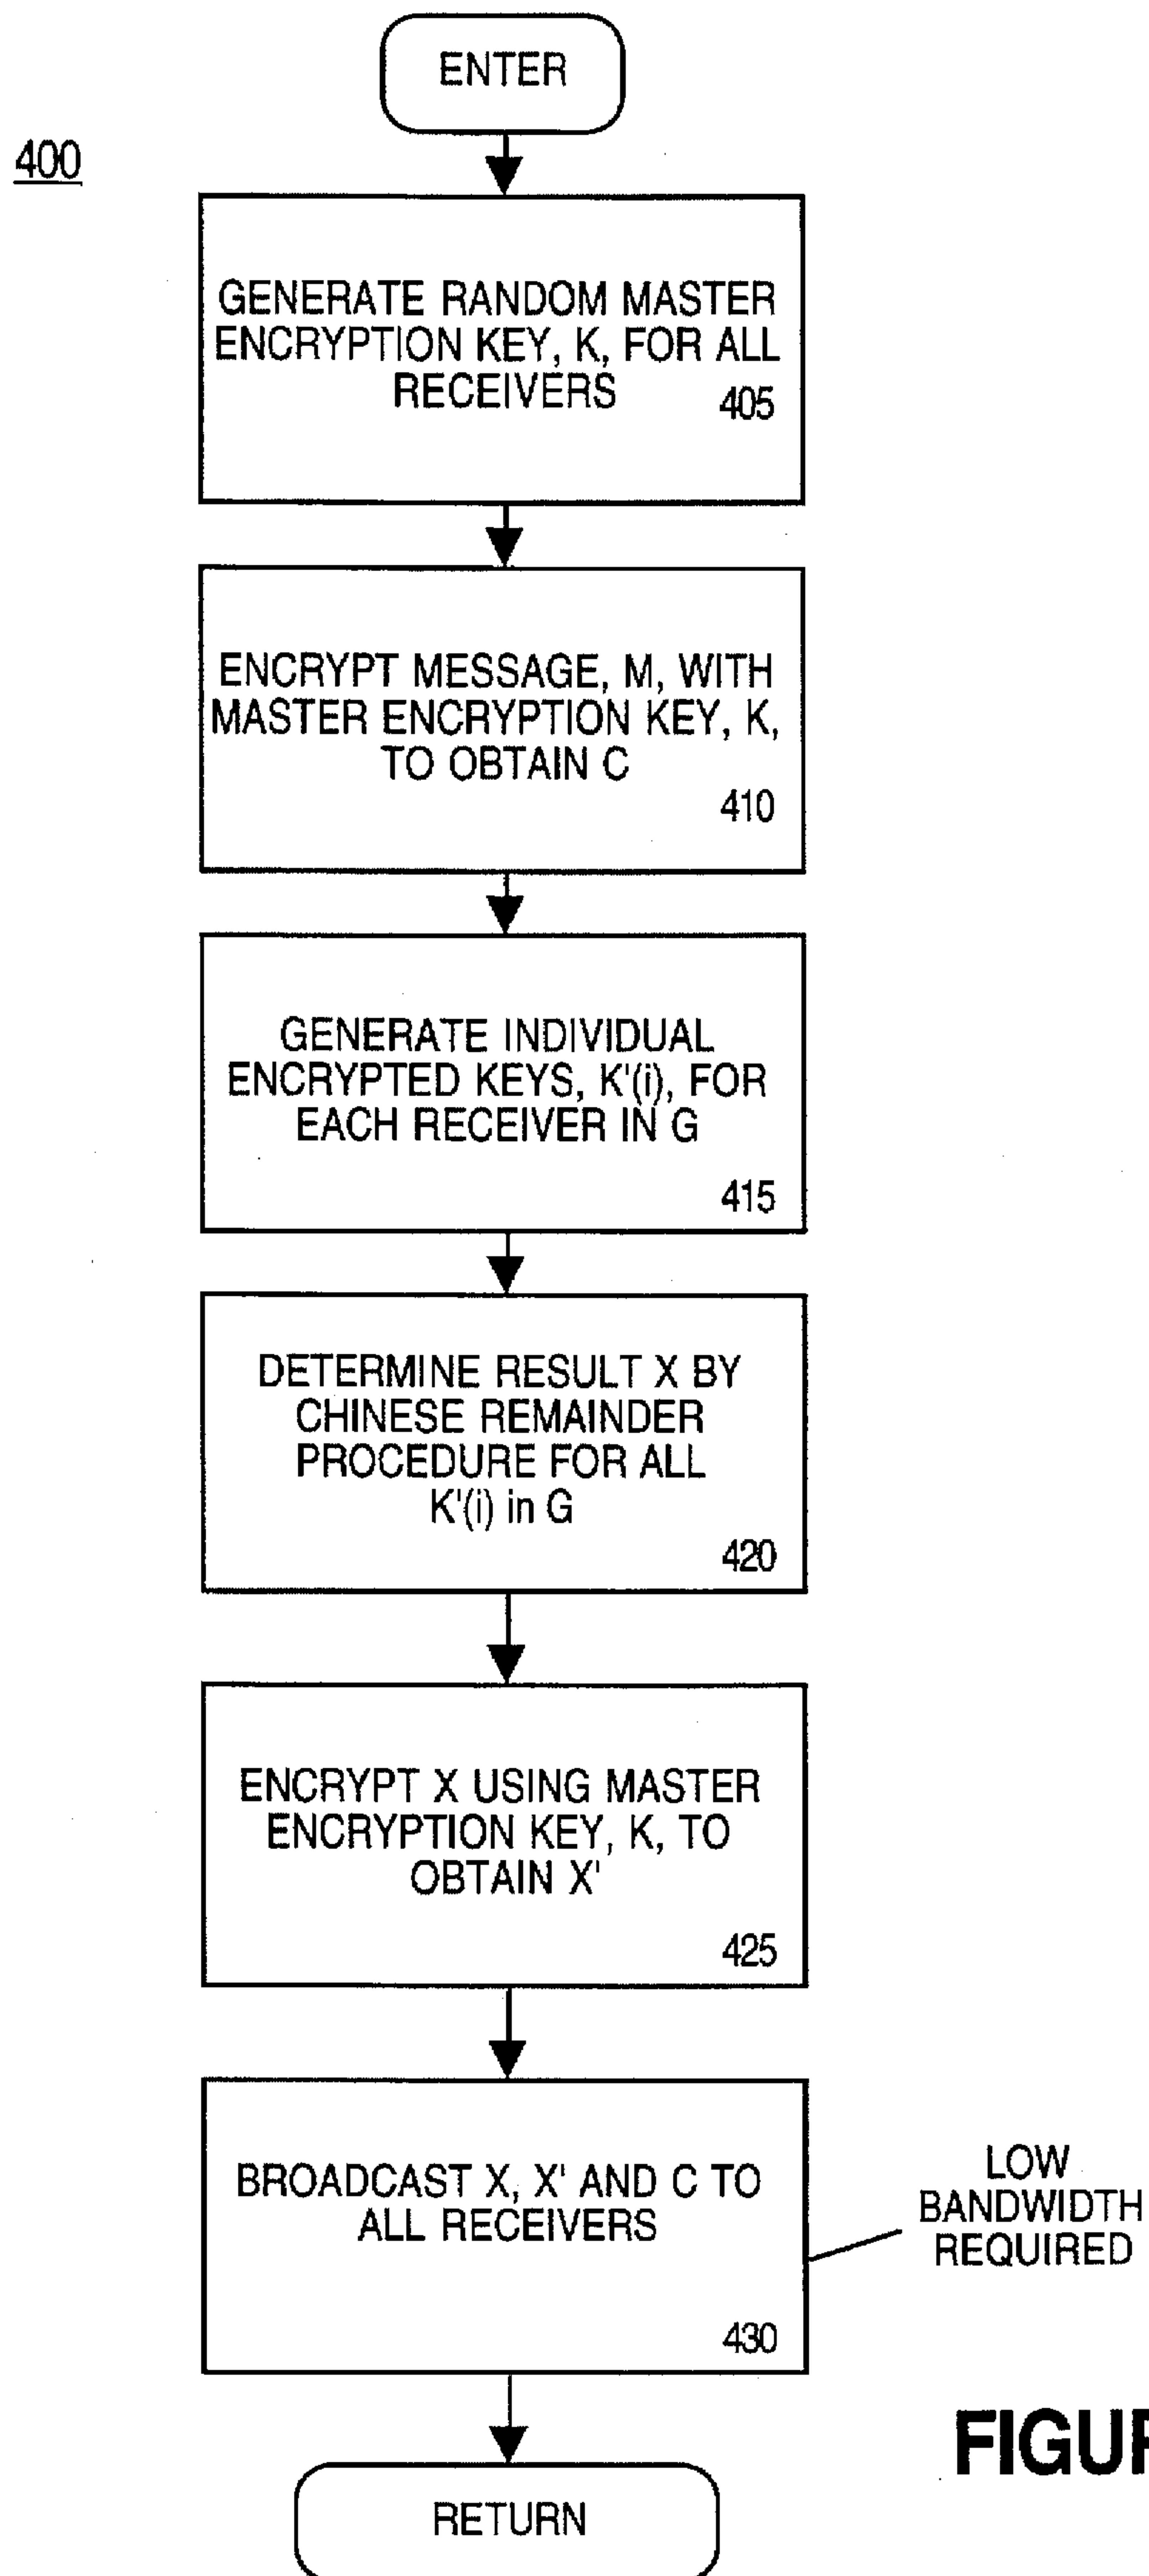 ENTER
400
GENERATE RANDOM MASTER
ENCRYPTION KEY, K, FOR ALL
RECEIVERS
405
ENCRYPT MESSAGE, M, WITH
MASTER ENCRYPTION KEY, K,
TO OBTAIN C
410
GENERATE INDIVIDUAL
ENCRYPTED KEYS, K'(i), FOR
EACH RECEIVER IN G
415
DETERMINE RESULT X BY
CHINESE REMAINDER
PROCEDURE FOR ALL
K'(i) in G
420
ENCRYPT X USING MASTER
ENCRYPTION KEY, K, TO
OBTAIN X'
425
BROADCAST X, X' AND C TO
ALL RECEIVERS
430
LOW
BANDWIDTH
REQUIRED
RETURN